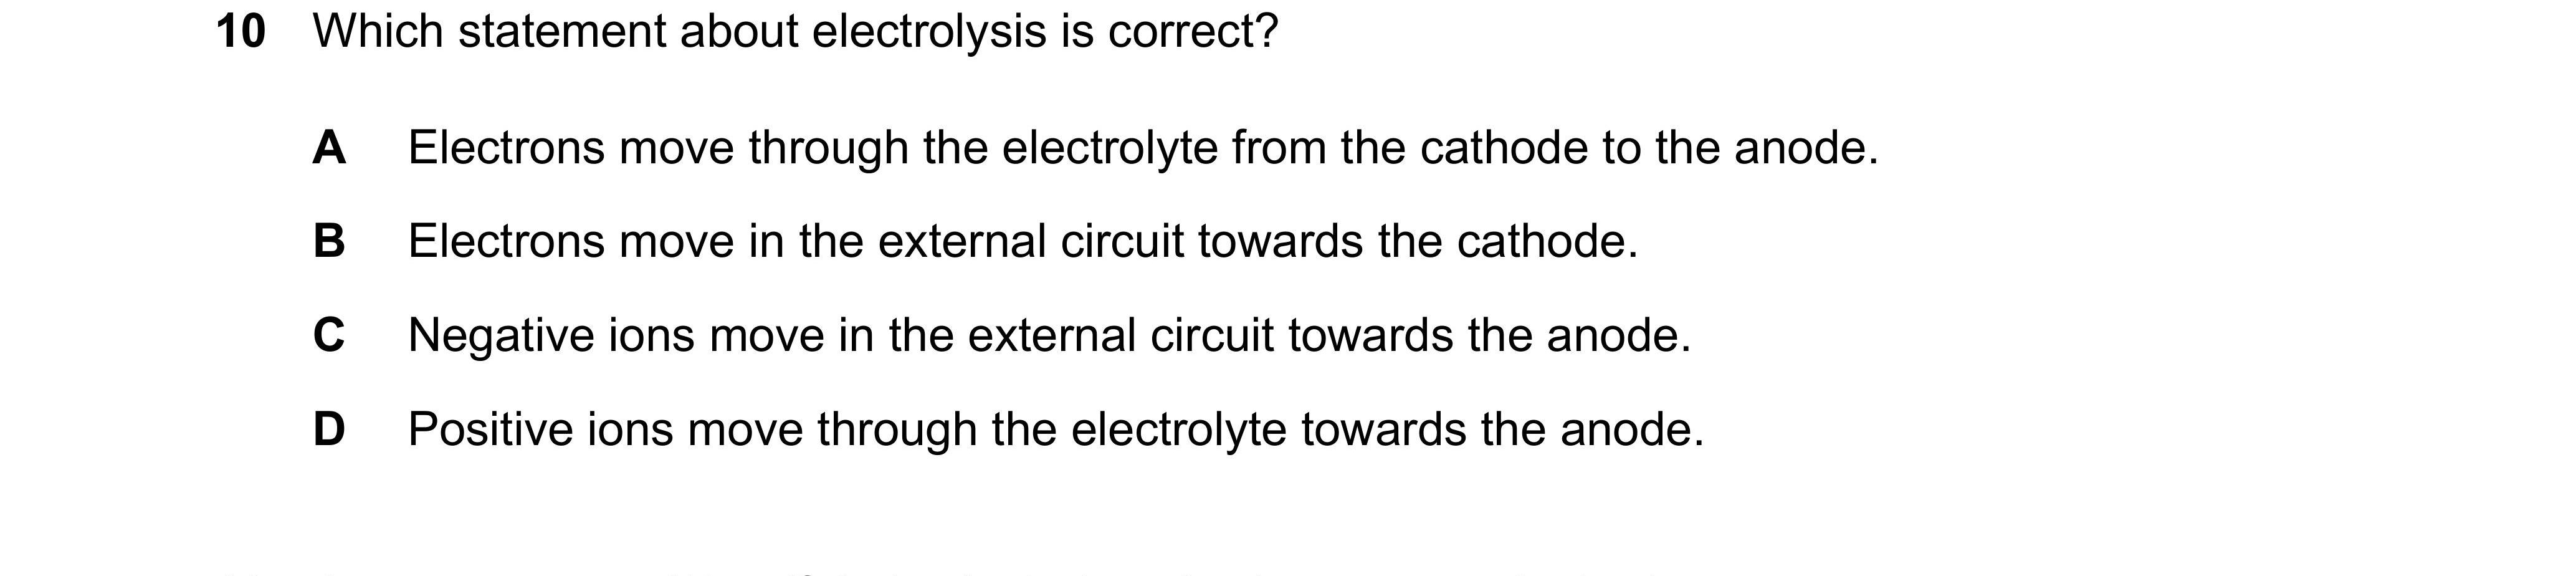 10 Which statement about electrolysis is correct?
A Electrons move through the electrolyte from the cathode to the anode.
B Electrons move in the external circuit towards the cathode.
C Negative ions move in the external circuit towards the anode.
D Positive ions move through the electrolyte towards the anode.